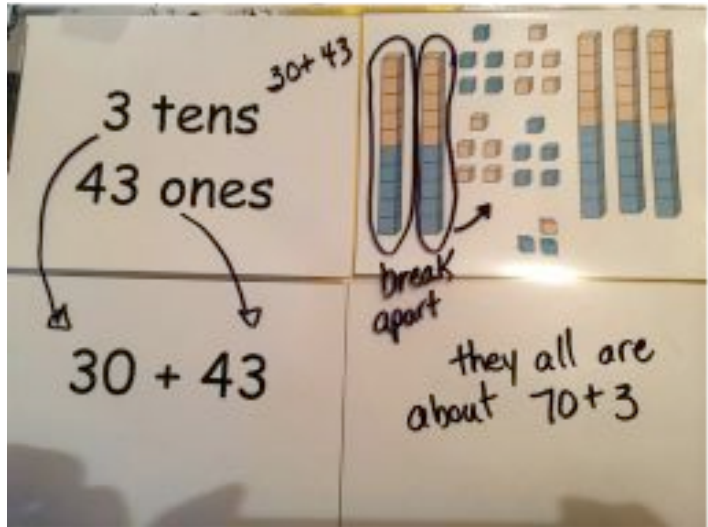 30+ 43
3 tens
43 ones
break
apart
30 + 43
they all are
about 70+3